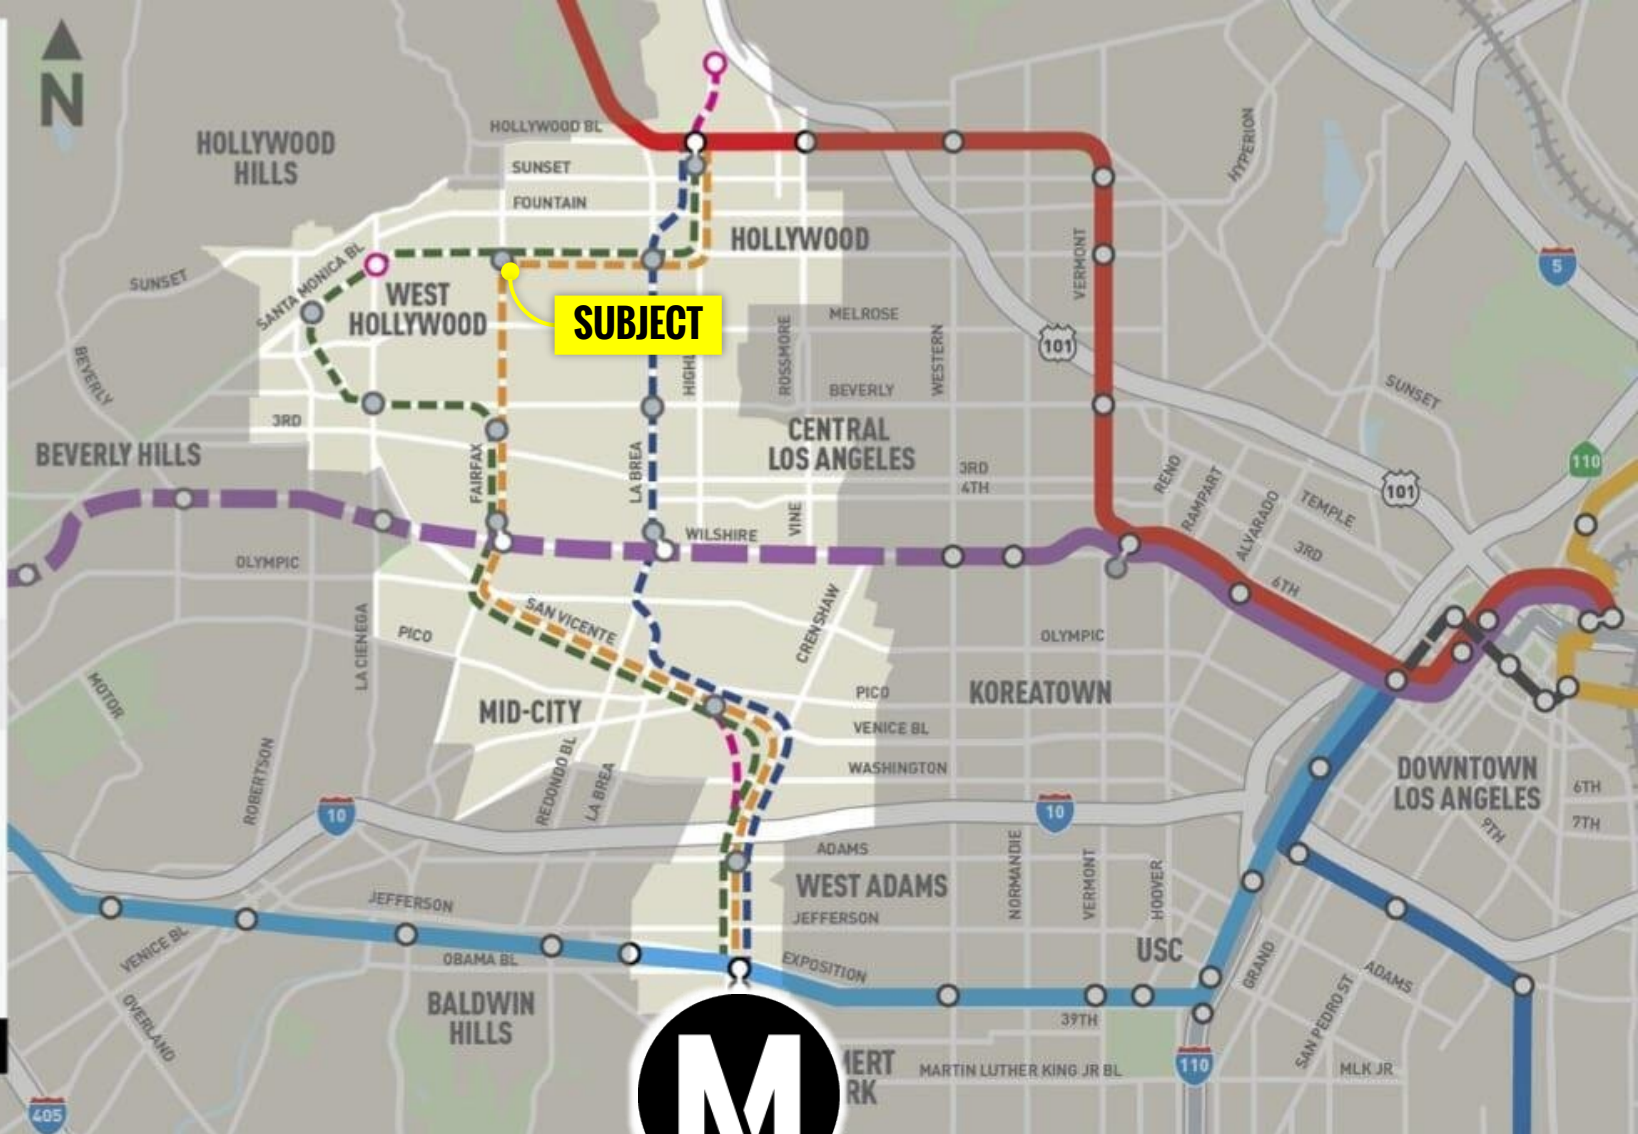 N
HOLLYWOOD
HILLS
HOLLYWOOD BL
SUNSET
FOUNTAIN
HOLLYWOOD
HYPERION
VERMONT
5
SUNSET
SANTA MONICA BL
WEST
HOLLYWOOD
SUBJECT
MELROSE
ROSSMORE
WESTERN
101
BEVERLY
HIGHL
BEVERLY
SUNSET
3RD
CENTRAL
LOS ANGELES
BEVERLY HILLS
FAIRFAX
LA BREA
3RD
4TH
RENO
RAMPART
ALVARADO
TEMPLE
101
110
VINE
WILSHIRE
3RD
6TH
OLYMPIC
SAN VICENTE
CRENSHAW
OLYMPIC
LA CIENEGA
PICO
MOTOR
MID-CITY
PICO
KOREATOWN
VENICE BL
WASHINGTON
ROBERTSON
REDONDO BL
LA BREA
DOWNTOWN
LOS ANGELES
6TH
7TH
9TH
10
10
ADAMS
WEST ADAMS
NORMANDIE
VERMONT
HOOVER
JEFFERSON
JEFFERSON
VENICE BL
OBAMA BL
EXPOSITION
USC
GRAND
ADAMS
SAN PEDRO ST
OVERLAND
BALDWIN
HILLS
39TH
MERT
RK
MARTIN LUTHER KING JR BL
110
MLK JR
405
M